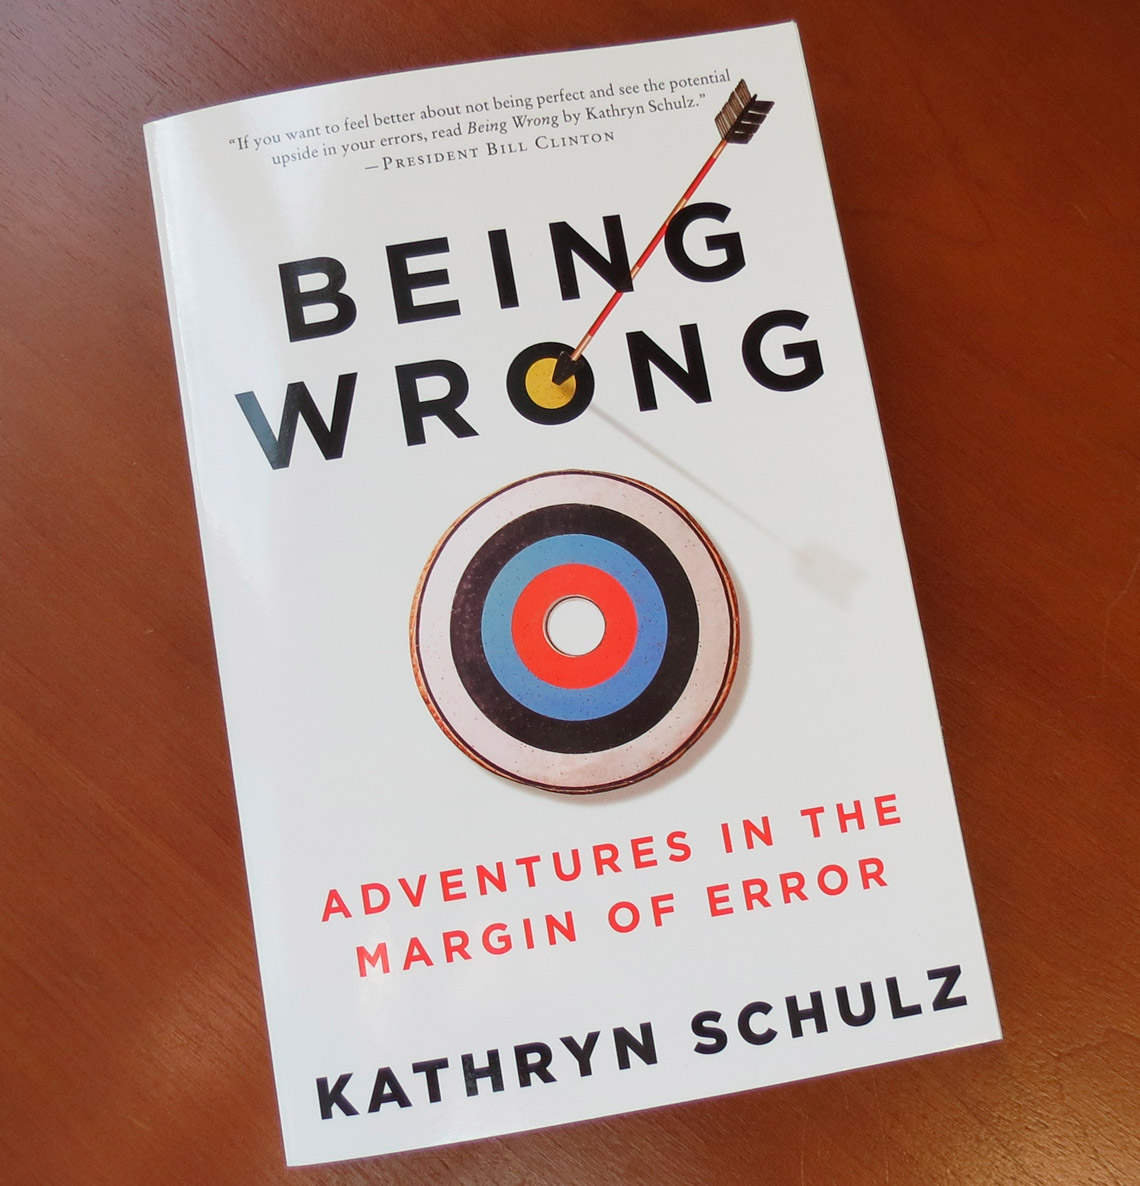 “If you want to feel better about not being perfect and see the potential
upside in your errors, read Being Wrong by Kathryn Schulz.”
—PRESIDENT BILL CLINTON
BEING
WRONG
ADVENTURES IN THE
MARGIN OF ERROR
KATHRYN SCHULZ